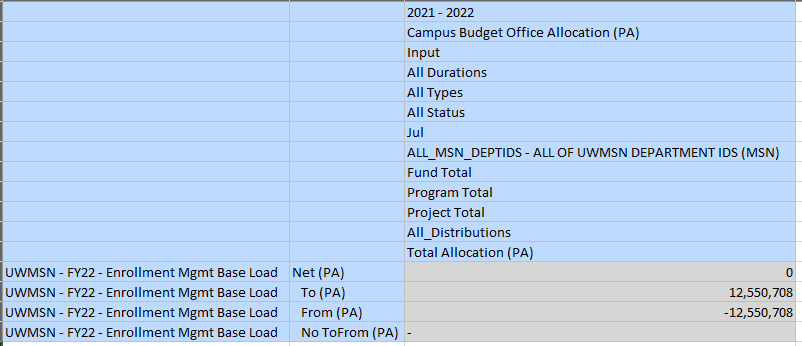 2021 - 2022
Campus Budget Office Allocation (PA)
Input
All Durations
All Types
All Status
Jul
ALL_MSN_DEPTIDS - ALL OF UWMSN DEPARTMENT IDS (MSN)
Fund Total
Program Total
Project Total
All_Distributions
Total Allocation (PA)
UWMSN - FY22 - Enrollment Mgmt Base Load Net (PA) 0
UWMSN - FY22 - Enrollment Mgmt Base Load To (PA) 12,550,708
UWMSN - FY22 - Enrollment Mgmt Base Load From (PA) -12,550,708
UWMSN - FY22 - Enrollment Mgmt Base Load No ToFrom (PA) -